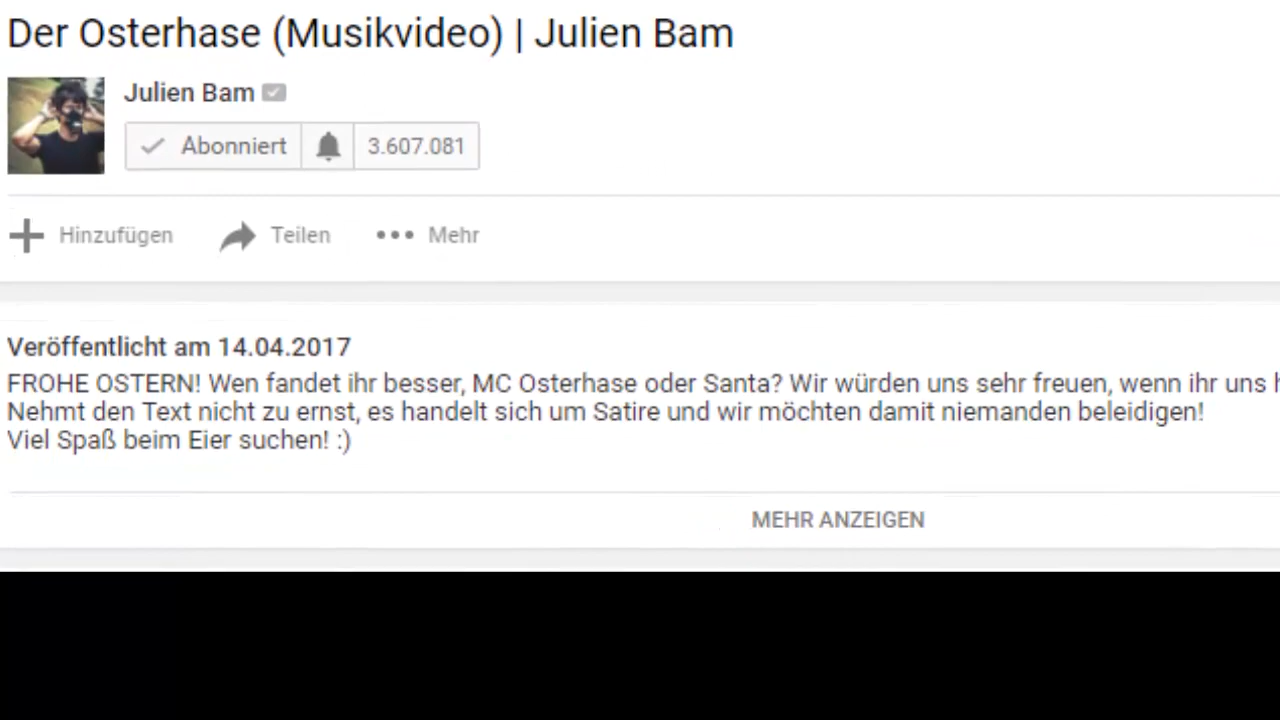 Der Osterhase (Musikvideo) | Julien Bam
Julien Bam
Abonniert 3.607.081
Hinzufügen Teilen Mehr
Veröffentlicht am 14.04.2017
FROHE OSTERN! Wen fandet ihr besser, MC Osterhase oder Santa? Wir würden uns sehr freuen, wenn ihr uns
Nehmt den Text nicht zu ernst, es handelt sich um Satire und wir möchten damit niemanden beleidigen!
Viel Spaß beim Eier suchen! :)
MEHR ANZEIGEN